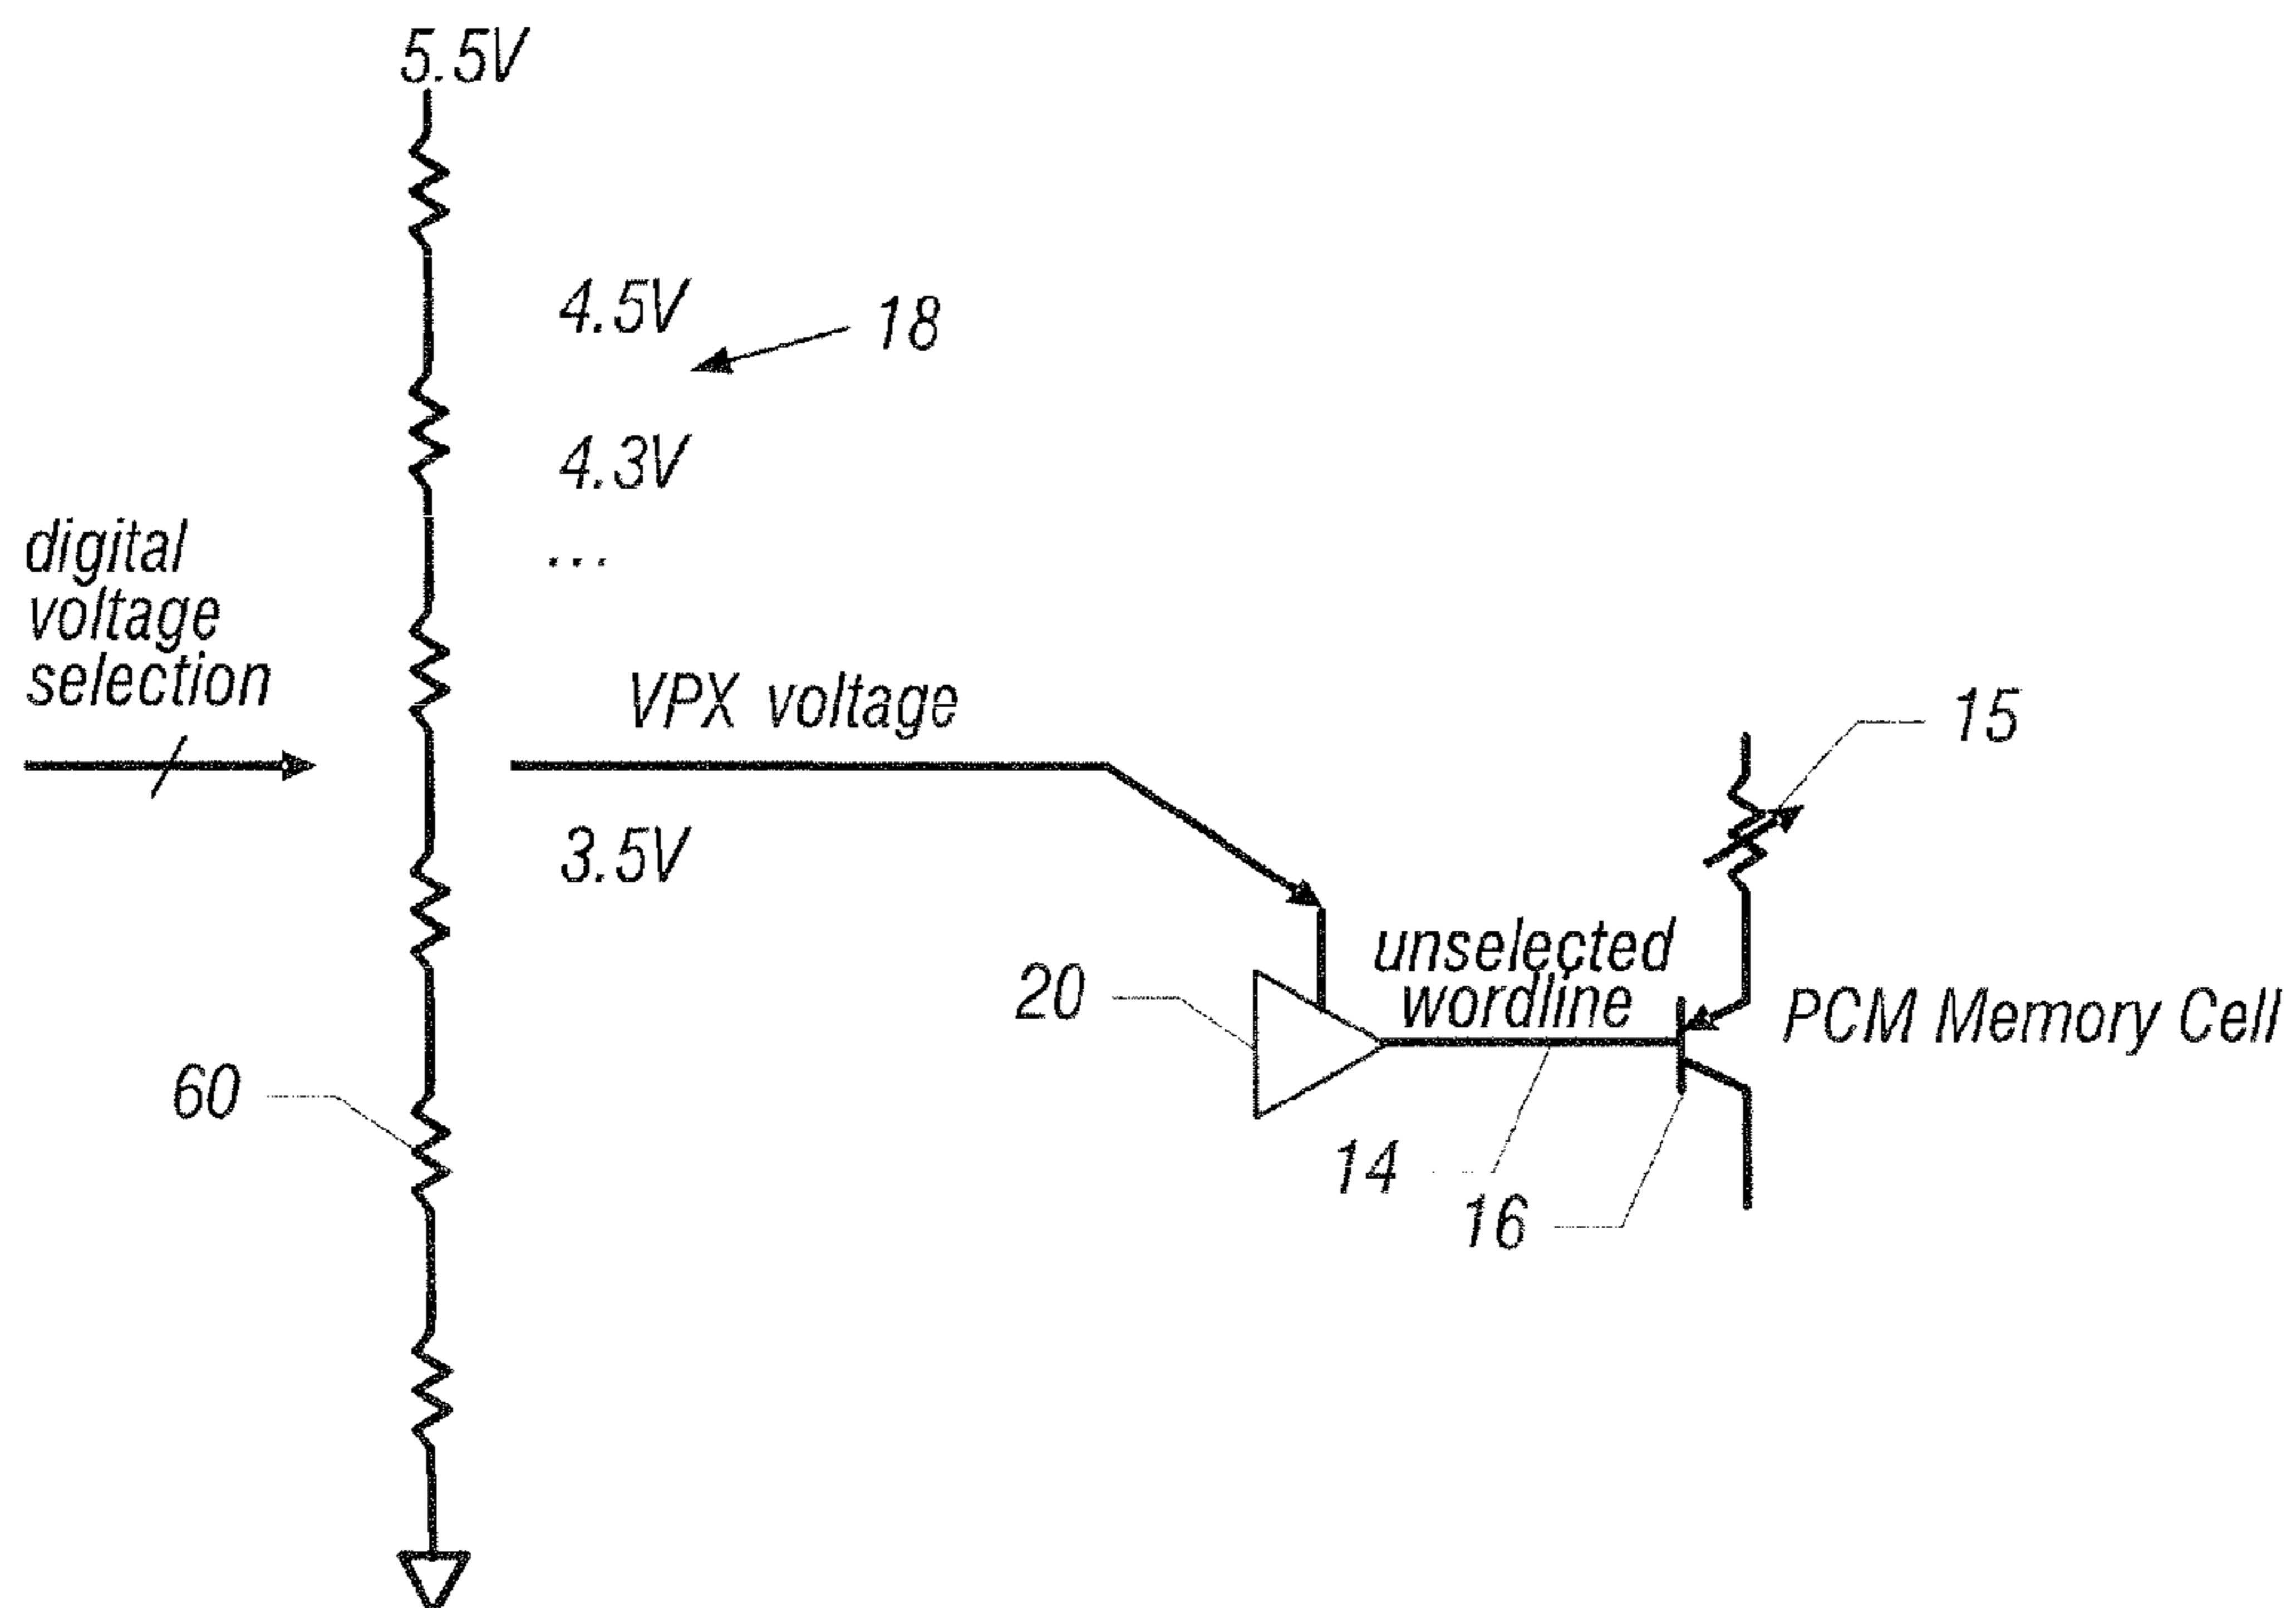 5.5V
4.5V
18
4.3V
...
digital
voltage
selection
VPX voltage
15
3.5V
unselected
wordline
20
PCM Memory Cell
60
14
16